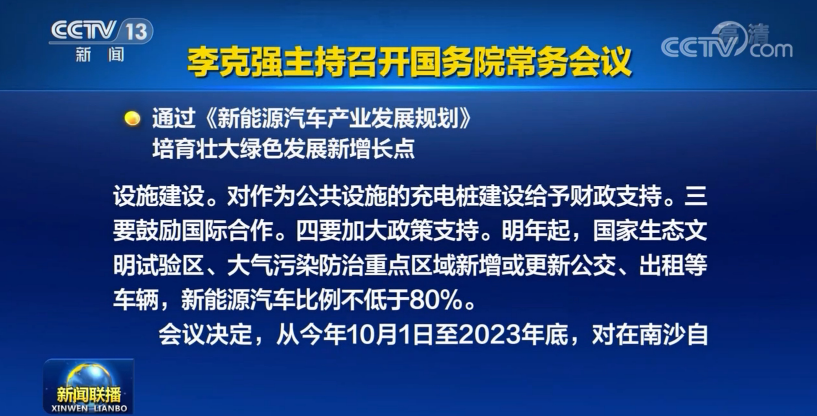 CCTV 13
新闻
高清
CCTV com
李克强主持召开国务院常务会议
通过《新能源汽车产业发展规划》
培育壮大绿色发展新增长点
设施建设。对作为公共设施的充电桩建设给予财政支持。三
要鼓励国际合作。四要加大政策支持。明年起，国家生态文
明试验区、大气污染防治重点区域新增或更新公交、出租等
车辆，新能源汽车比例不低于80%。
会议决定，从今年10月1日至2023年底，对在南沙自
新闻联播
XINWEN LIANBO